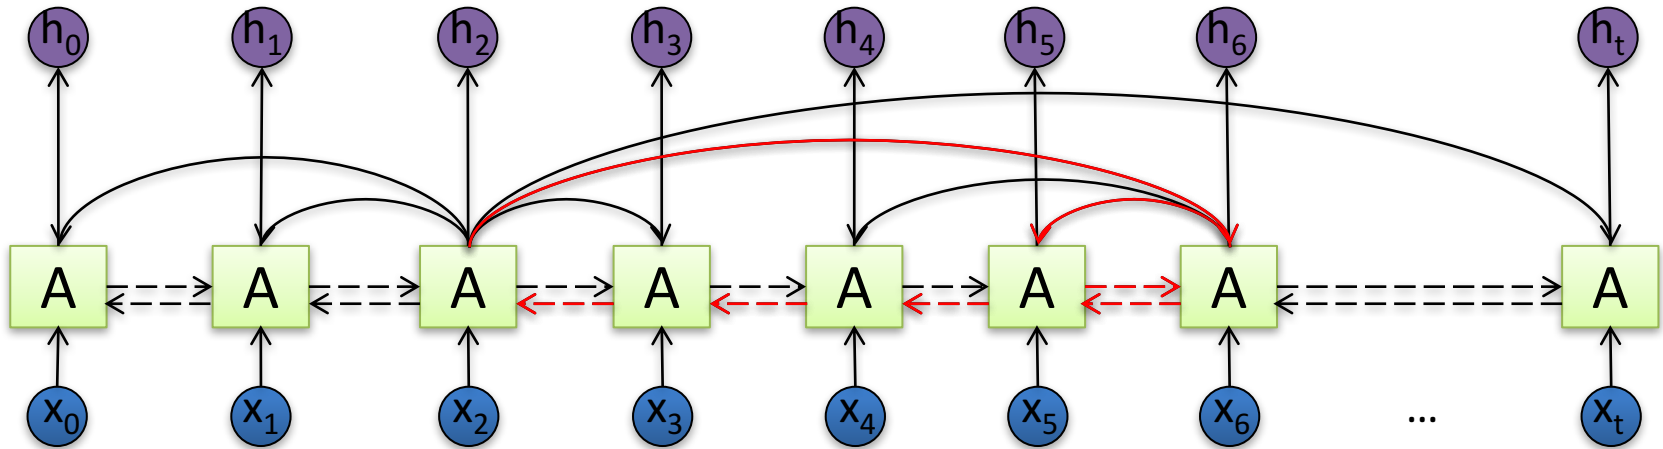 h₀ h₁ h₂ h₃ h₄ h₅ h₆ hₜ
A A A A A A A A
x₀ x₁ x₂ x₃ x₄ x₅ x₆ ... xₜ